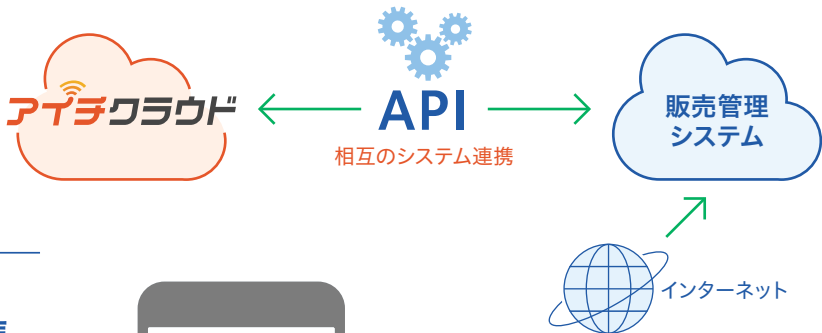 アイチクラウド
API
相互のシステム連携
販売管理
システム
インターネット